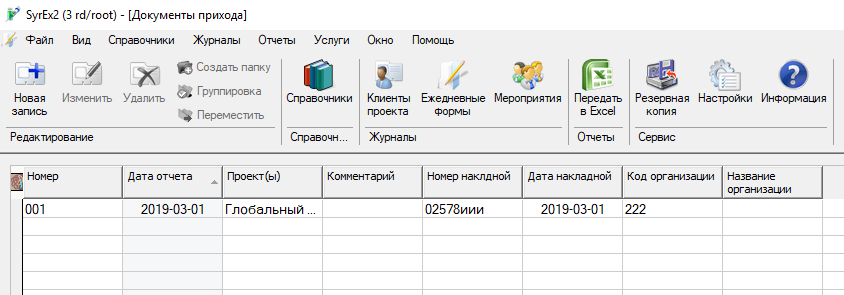 SyrEx2 (3 rd/root) - [Документы прихода]
Файл Вид Справочники Журналы Отчеты Услуги Окно Помощь
Новая запись
Изменить
Удалить
Создать папку
Группировка
Переместить
Справочники
Клиенты проекта
Ежедневные формы
Мероприятия
Передать в Excel
Резервная копия
Настройки
Информация
Редактирование Справочн... Журналы Отчеты Сервис
Номер Дата отчета Проект(ы) Комментарий Номер наклдной Дата накладной Код организации Название организации
001 2019-03-01 Глобальный ... 02578иии 2019-03-01 222